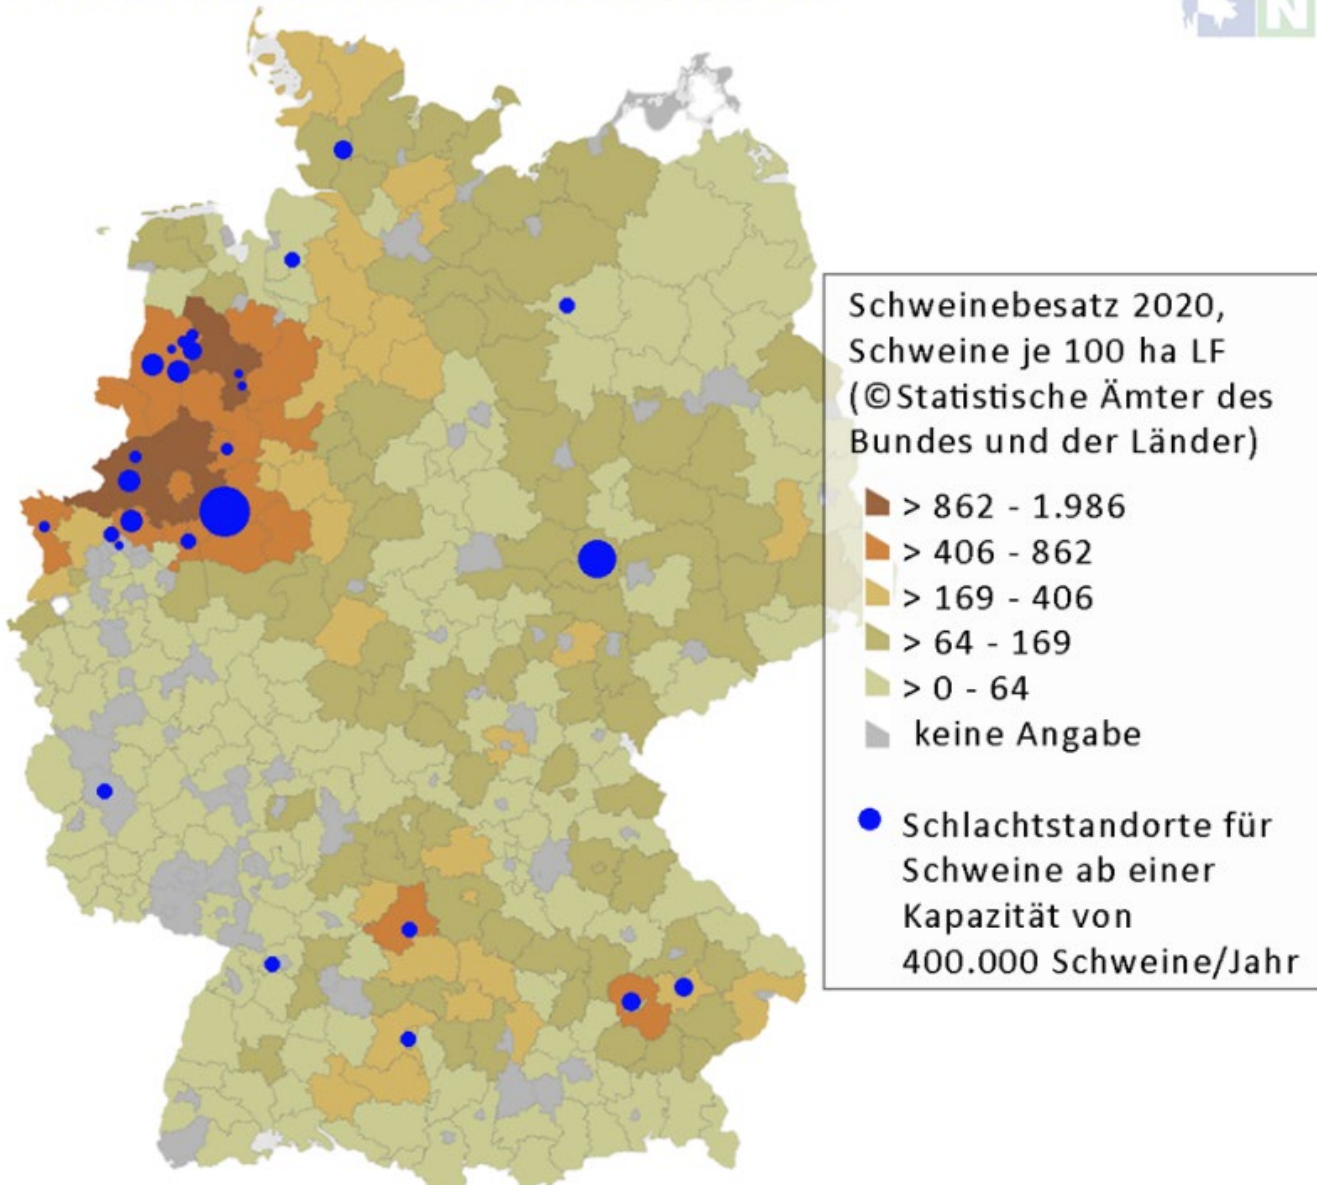 N
Schweinebesatz 2020,
Schweine je 100 ha LF
(©Statistische Ämter des
Bundes und der Länder)
> 862 - 1.986
> 406 - 862
> 169 - 406
> 64 - 169
> 0 - 64
keine Angabe
Schlachtstandorte für
Schweine ab einer
Kapazität von
400.000 Schweine/Jahr